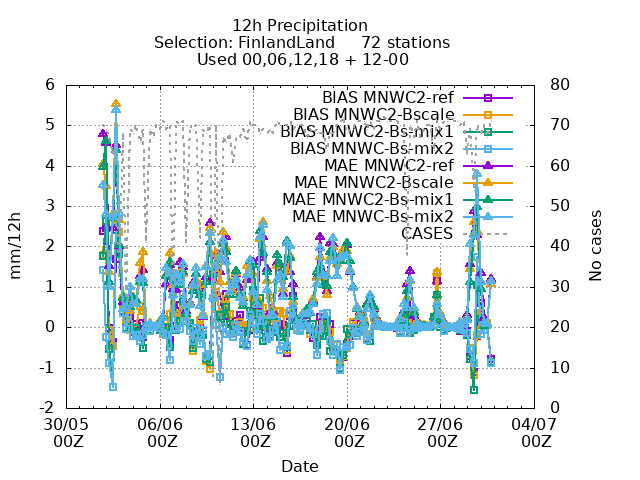 12h Precipitation
Selection: FinlandLand 72 stations
Used 00,06,12,18 + 12-00
BIAS MNWC2-ref
BIAS MNWC2-Bscale
BIAS MNWC2-Bs-mix1
BIAS MNWC-Bs-mix2
MAE MNWC2-ref
MAE MNWC2-Bscale
MAE MNWC2-Bs-mix1
MAE MNWC-Bs-mix2
CASES
mm/12h
6
5
4
3
2
1
0
-1
-2
No cases
80
70
60
50
40
30
20
10
0
30/05 06/06 13/06 20/06 27/06 04/07
00Z 00Z 00Z 00Z 00Z 00Z
Date